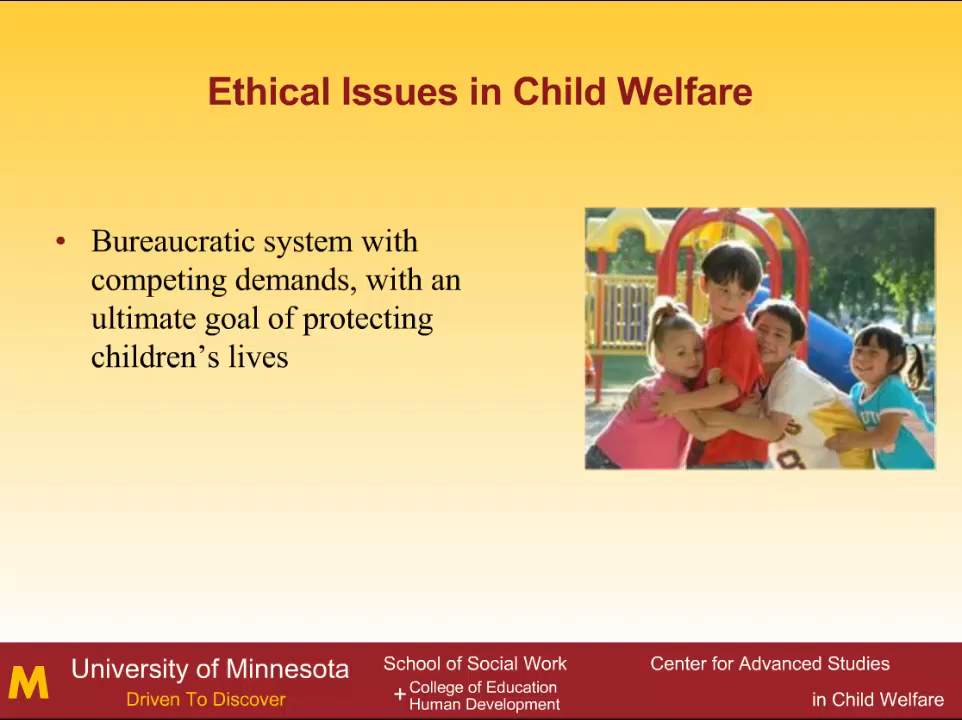 Ethical Issues in Child Welfare
• Bureaucratic system with
competing demands, with an
ultimate goal of protecting
children’s lives
M
University of Minnesota
Driven To Discover
School of Social Work
+ College of Education
Human Development
Center for Advanced Studies
in Child Welfare